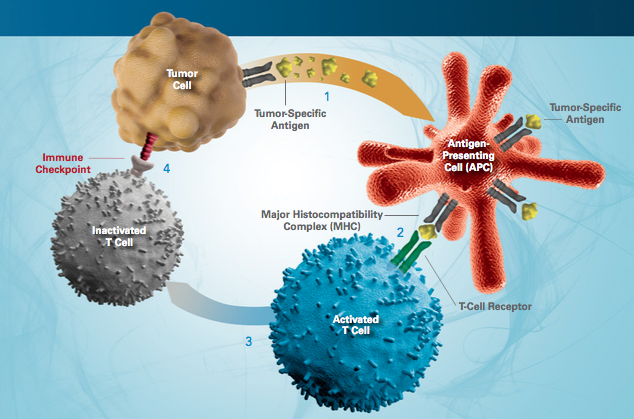 Tumor
Cell
1
Tumor-Specific
Antigen
Tumor-Specific
Antigen
Antigen-
Presenting
Cell (APC)
Immune
Checkpoint
4
Major Histocompatibility
Complex (MHC)
2
Inactivated
T Cell
T-Cell Receptor
Activated
T Cell
3